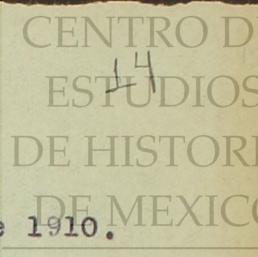 CENTRO D
14
ESTUDIOS
DE HISTORI
DE MEXICO
e 1910.